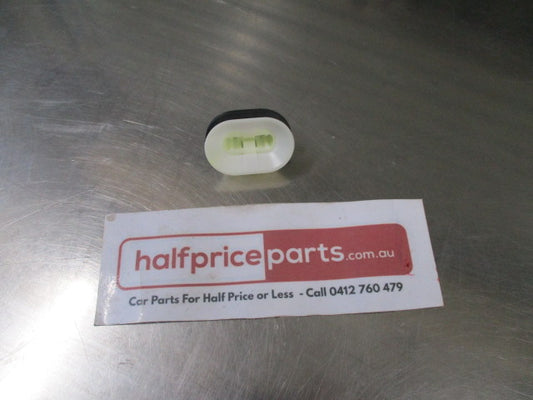 halfpriceparts.com.au
Car Parts For Half Price or Less - Call 0412 760 479